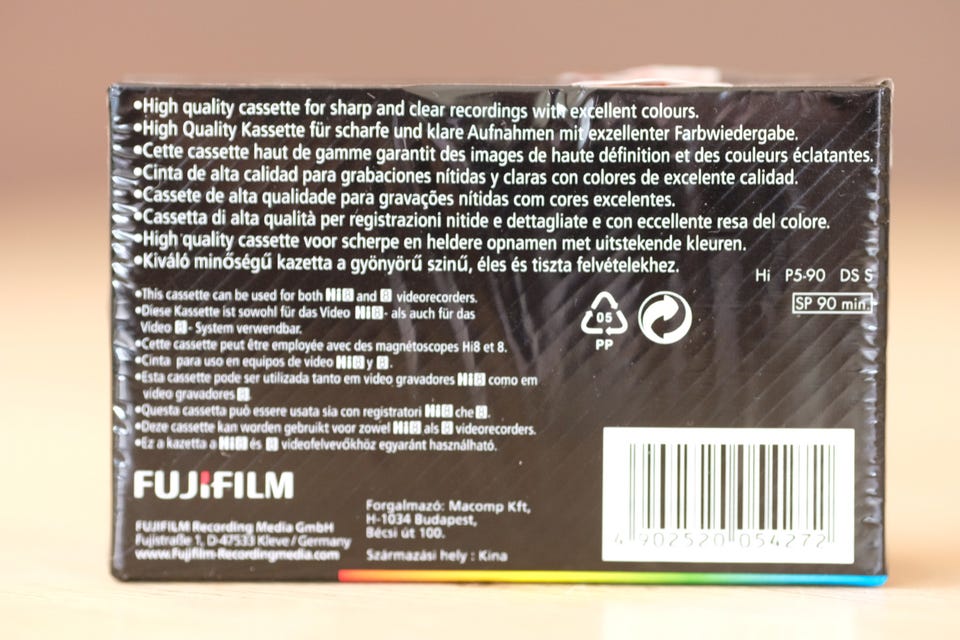 •High quality cassette for sharp and clear recordings with excellent colours.
•High Quality Kassette für scharfe und klare Aufnahmen mit exzellenter Farbwiedergabe.
•Cette cassette haut de gamme garantit des images de haute définition et des couleurs éclatantes.
•Cinta de alta calidad para grabaciones nítidas y claras con colores de excelente calidad.
•Cassete de alta qualidade para gravações nítidas com cores excelentes.
•Cassetta di alta qualità per registrazioni nitide e dettagliate e con eccellente resa del colore.
•High quality cassette voor scherpe en heldere opnamen met uitstekende kleuren.
•Kiváló minőségű kazetta a gyönyörű szinű, éles és tiszta felvételekhez.
Hi P5-90 DS S
SP 90 min.
•This cassette can be used for both Hi8 and 8 videorecorders.
•Diese Kassette ist sowohl für das Video Hi8- als auch für das
Video 8- System verwendbar.
•Cette cassette peut être employée avec des magnétoscopes Hi8 et 8.
•Cinta para uso en equipos de video Hi8 y 8.
•Esta cassete pode ser utilizada tanto em video gravadores Hi8 como em
video gravadores 8.
•Questa cassetta può essere usata sia con registratori Hi8 che 8.
•Deze cassette kan worden gebruikt voor zowel Hi8 als 8 videorecorders.
•Ez a kazetta a Hi8 és 8 videofelvevőkhöz egyaránt használható.
05
PP
FUJIFILM
FUJIFILM Recording Media GmbH
Fujistraße 1, D-47533 Kleve / Germany
www.Fujifilm-Recordingmedia.com
Forgalmazó: Macomp Kft,
H-1034 Budapest,
Bécsi út 100.
Származási hely : Kina
4 902520 054272